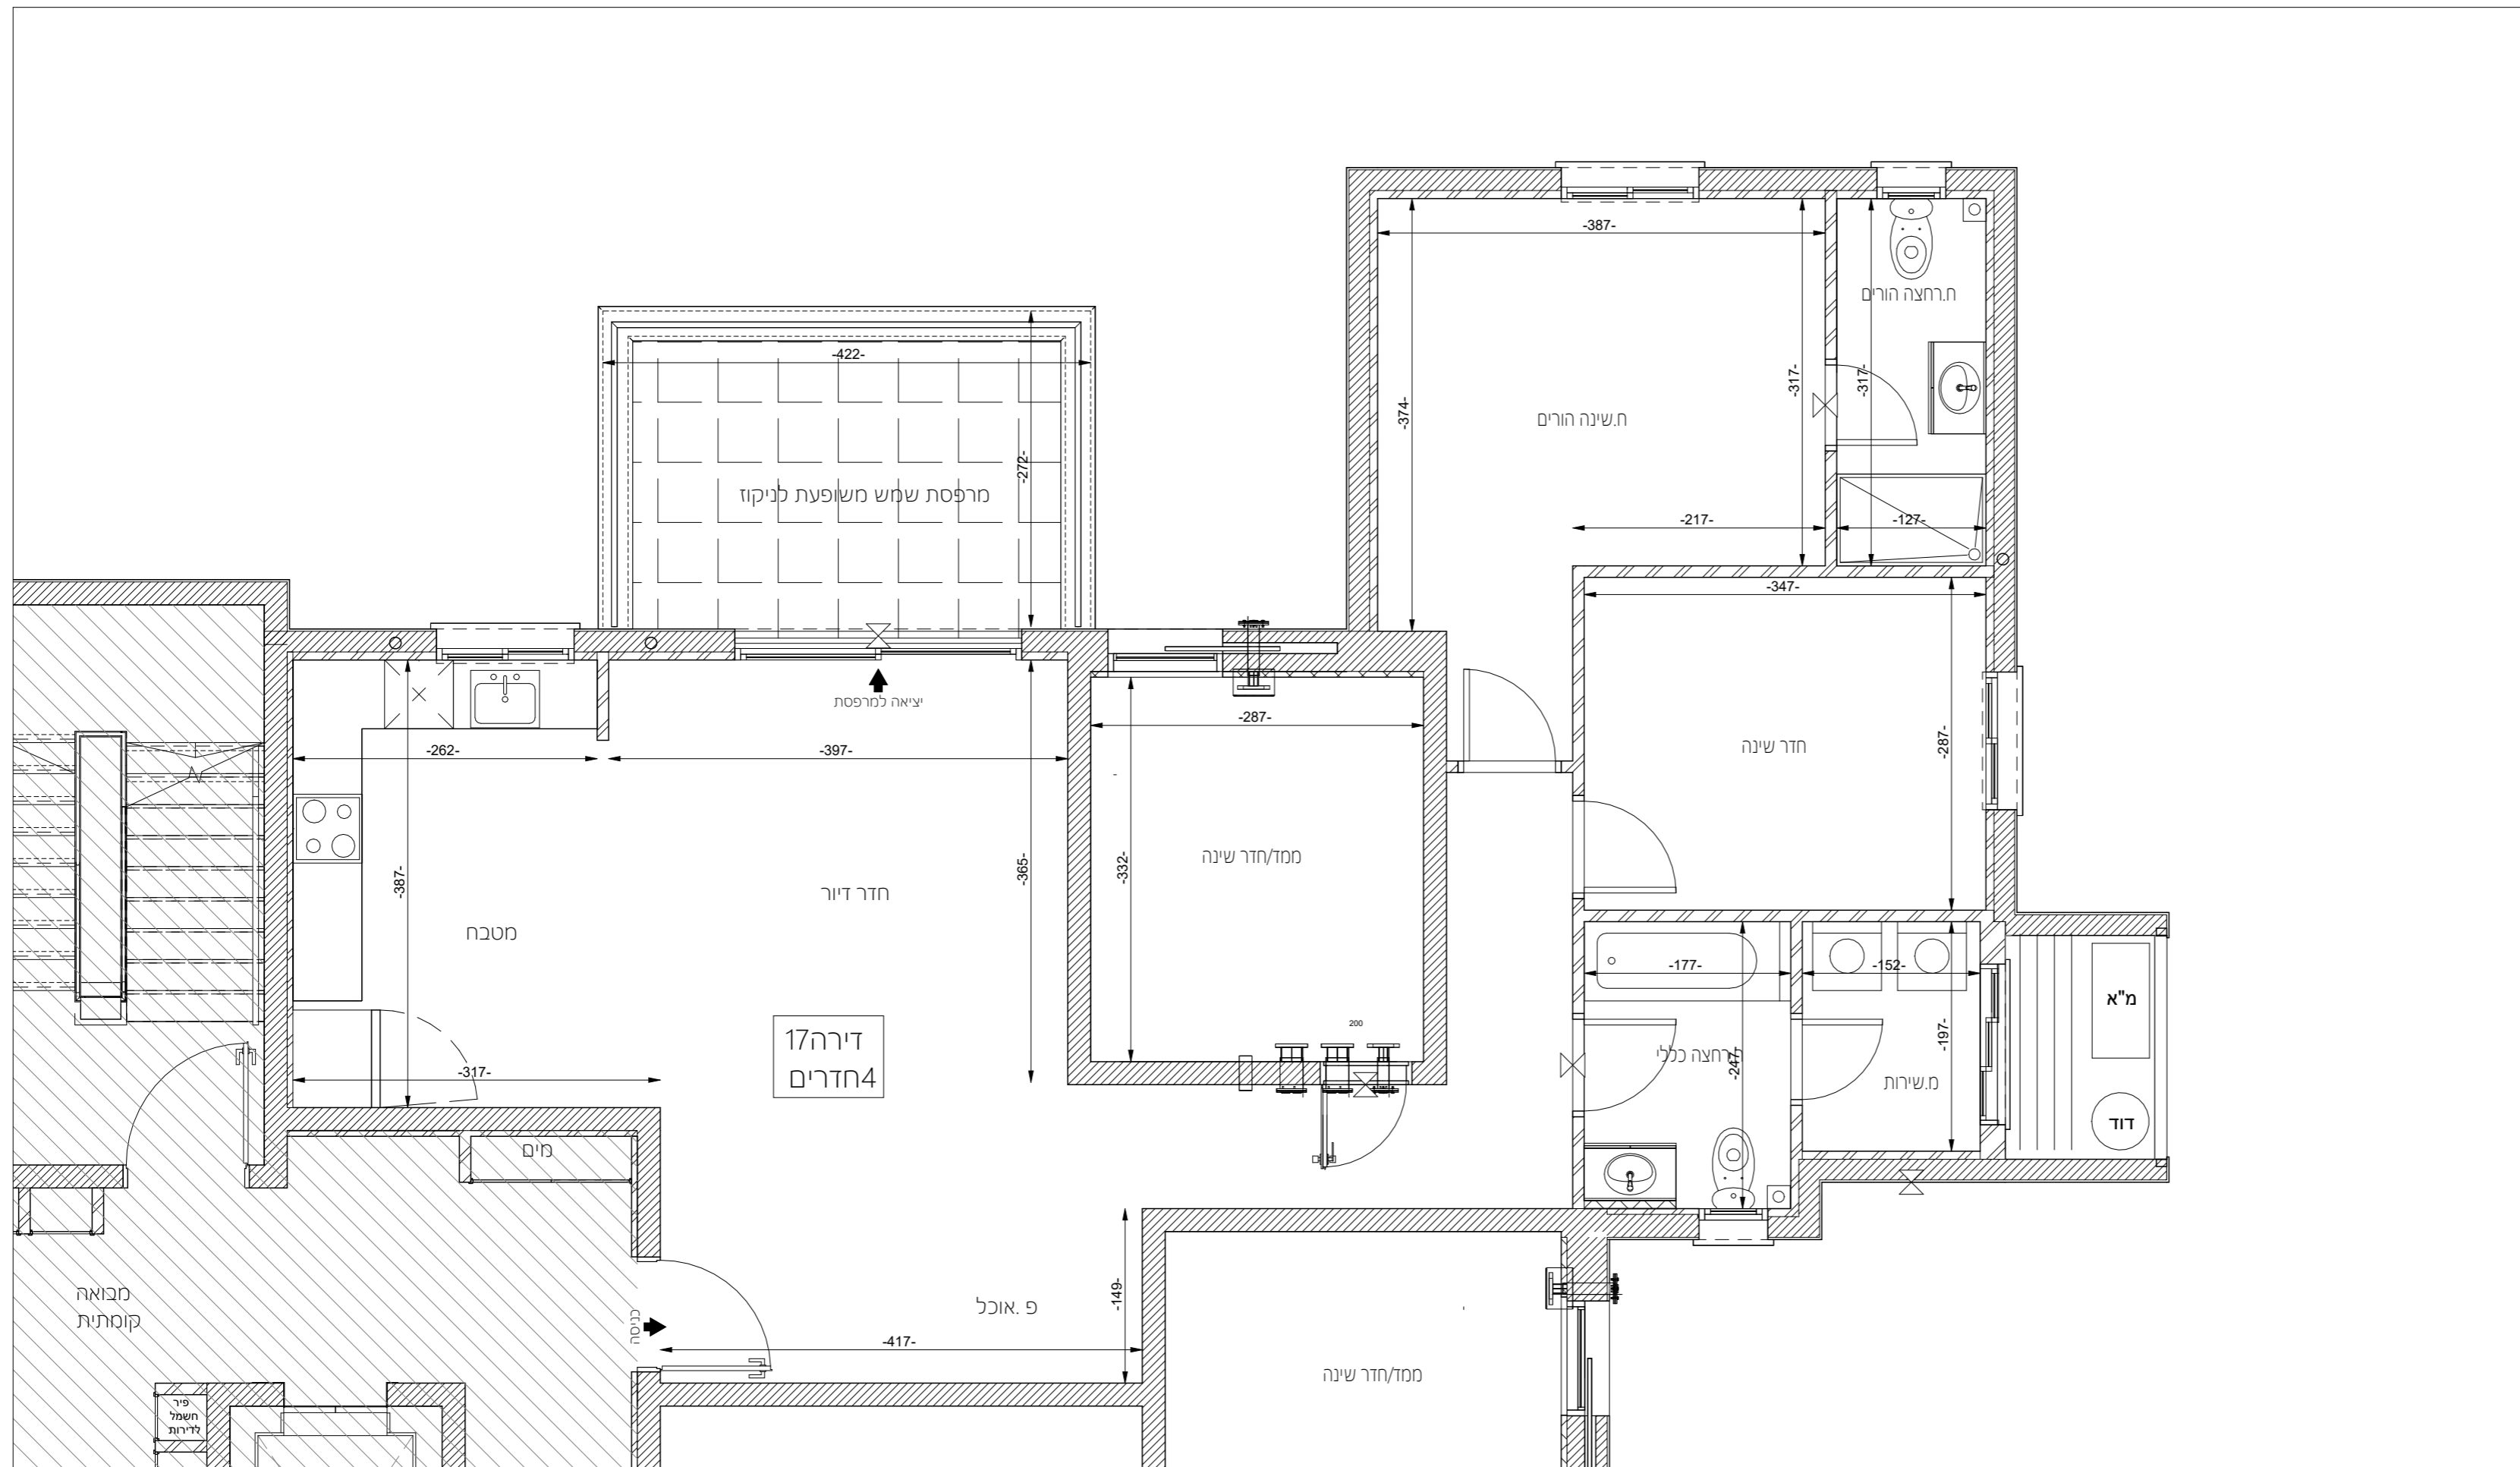 -387-
ח.רחצה הורים
-422-
-374-
-317-
-317-
ח.שינה הורים
-272-
מרפסת שמש משופעת לניקוז
-217-
-127-
-347-
יציאה למרפסת
-287-
-262-
-397-
חדר שינה
-287-
-332-
ממד/חדר שינה
-365-
-387-
חדר דיור
מטבח
-177-
-152-
מ"א
דירה17
4חדרים
200
-197-
רחצה כללי
-247-
-317-
מ.שירות
דוד
מים
מבואה
קומתית
-149-
פ .אוכל
כניסה
-417-
ממד/חדר שינה
פיר
חשמל
לדירות